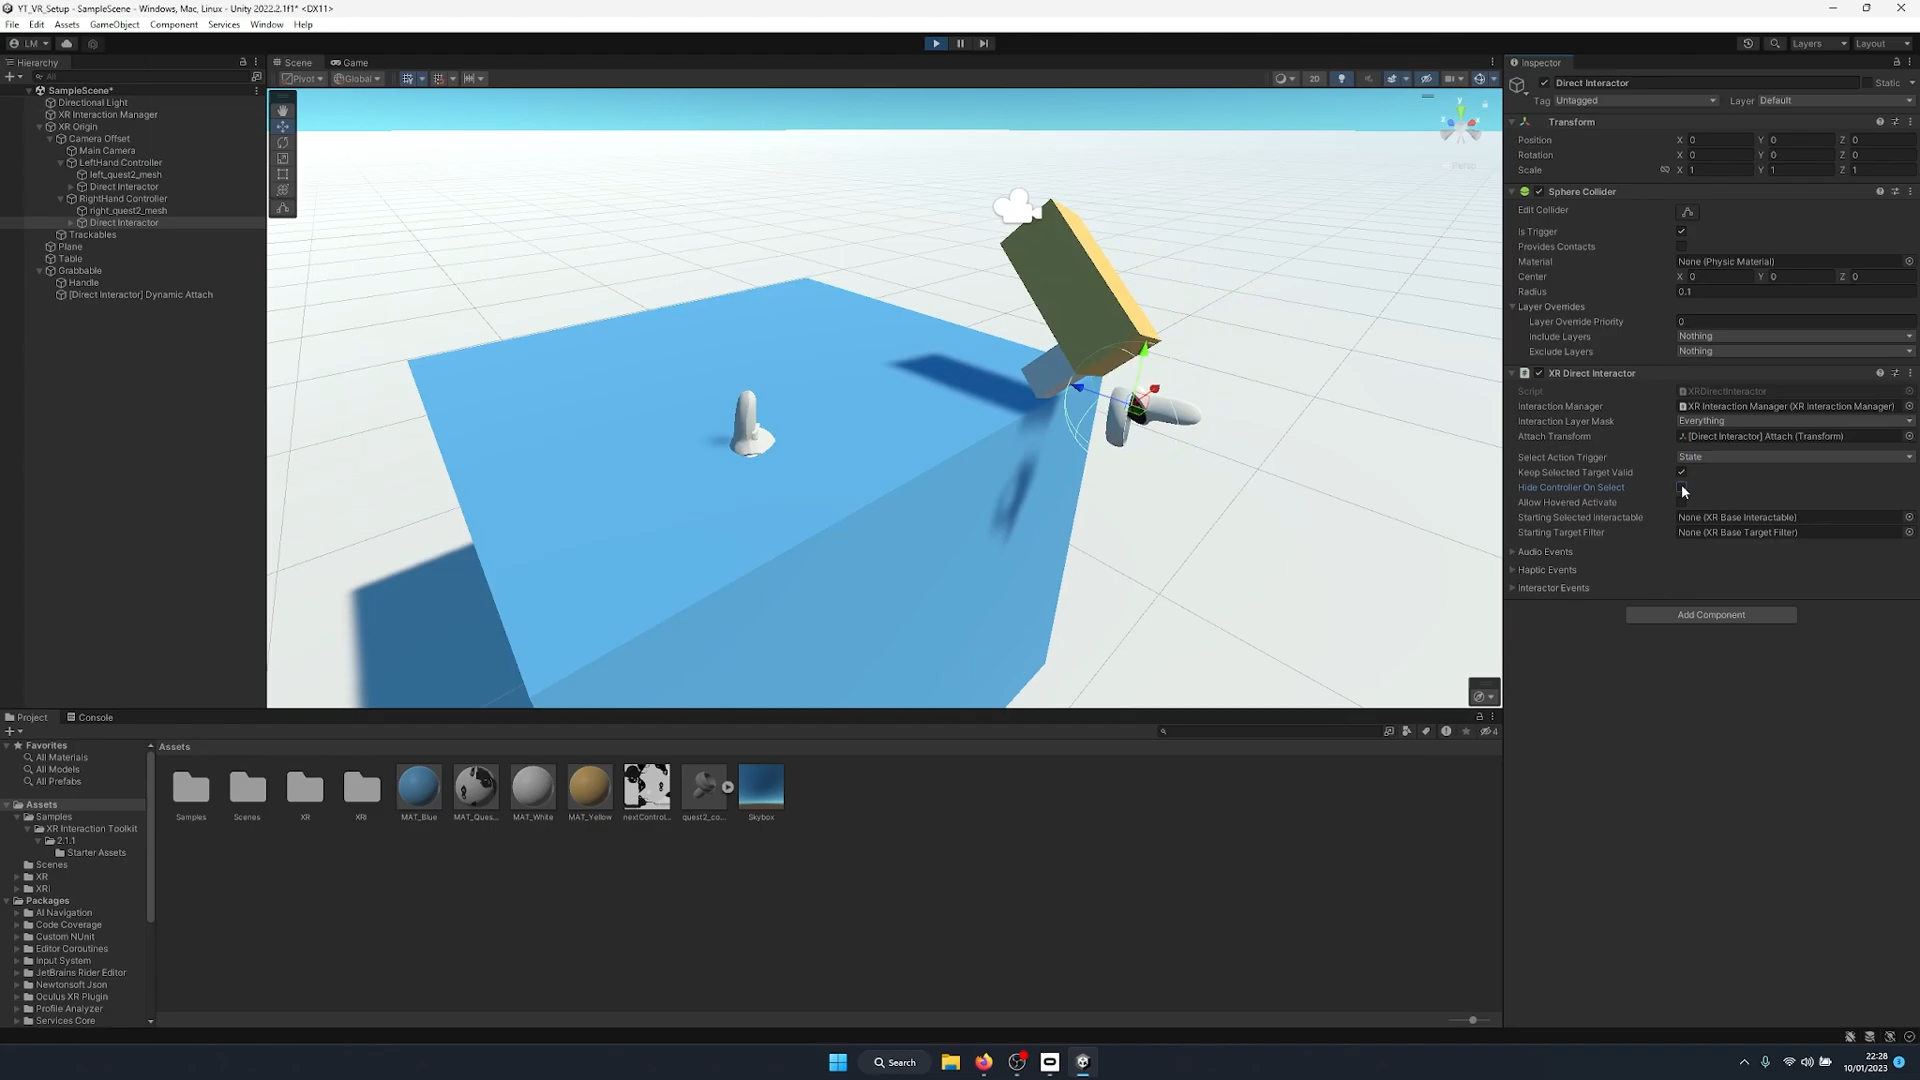 YT_VR_Setup - SampleScene - Windows, Mac, Linux - Unity 2022.2.1f1* <DX11>
File Edit Assets GameObject Component Services Window Help
LM
Layers Layout
Hierarchy
Scene Game
Inspector
All
Pivot Global 2D
SampleScene*
Directional Light
XR Interaction Manager
XR Origin
Camera Offset
Main Camera
LeftHand Controller
left_quest2_mesh
Direct Interactor
RightHand Controller
right_quest2_mesh
Direct Interactor
Trackables
Plane
Table
Grabbable
Handle
[Direct Interactor] Dynamic Attach
y
x
z
Persp
Direct Interactor Static
Tag Untagged Layer Default
Transform
Position X 0 Y 0 Z 0
Rotation X 0 Y 0 Z 0
Scale X 1 Y 1 Z 1
Sphere Collider
Edit Collider
Is Trigger
Provides Contacts
Material None (Physic Material)
Center X 0 Y 0 Z 0
Radius 0.1
Layer Overrides
Layer Override Priority 0
Include Layers Nothing
Exclude Layers Nothing
XR Direct Interactor
Script XRDirectInteractor
Interaction Manager XR Interaction Manager (XR Interaction Manager)
Interaction Layer Mask Everything
Attach Transform [Direct Interactor] Attach (Transform)
Select Action Trigger State
Keep Selected Target Valid
Hide Controller On Select
Allow Hovered Activate
Starting Selected Interactable None (XR Base Interactable)
Starting Target Filter None (XR Base Target Filter)
Audio Events
Haptic Events
Interactor Events
Add Component
Project Console
4
Favorites
All Materials
All Models
All Prefabs
Assets
Samples
XR Interaction Toolkit
2.1.1
Starter Assets
Scenes
XR
XRI
Packages
AI Navigation
Code Coverage
Custom NUnit
Editor Coroutines
Input System
JetBrains Rider Editor
Newtonsoft Json
Oculus XR Plugin
Profile Analyzer
Services Core
Assets
Samples Scenes XR XRI MAT_Blue MAT_Ques... MAT_White MAT_Yellow nextControl... quest2_co... Skybox
Search
22:28
10/01/2023
3